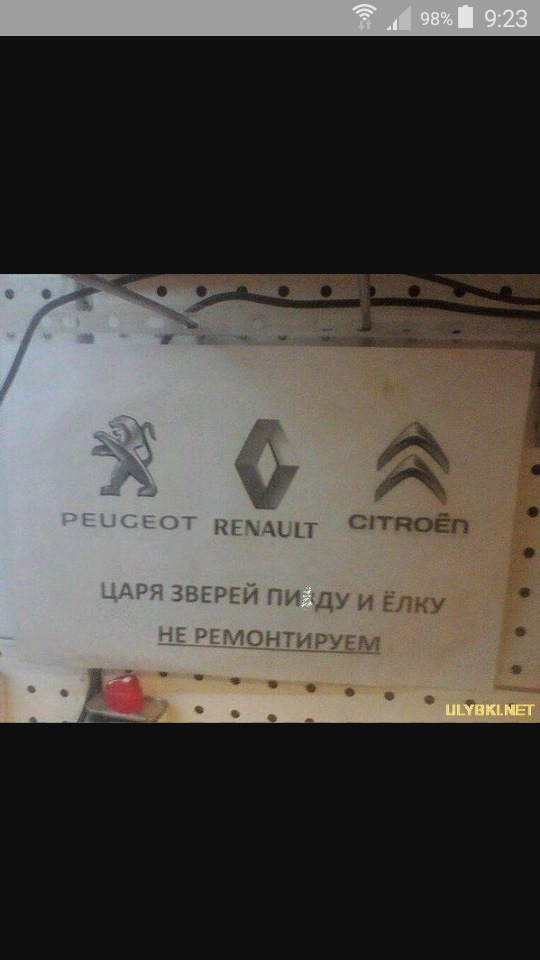 98% 9:23
PEUGEOT RENAULT CITROËN
ЦАРЯ ЗВЕРЕЙ И ЁЛКУ
НЕ РЕМОНТИРУЕМ
ULYBKI.NET